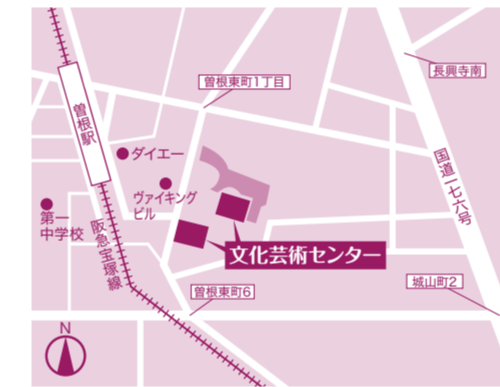 長興寺南
曽根東町1丁目
曽根駅
ダイエー
国道一七六号
ヴァイキング
ビル
第一
中学校
阪急宝塚線
文化芸術センター
城山町2
曽根東町6
N